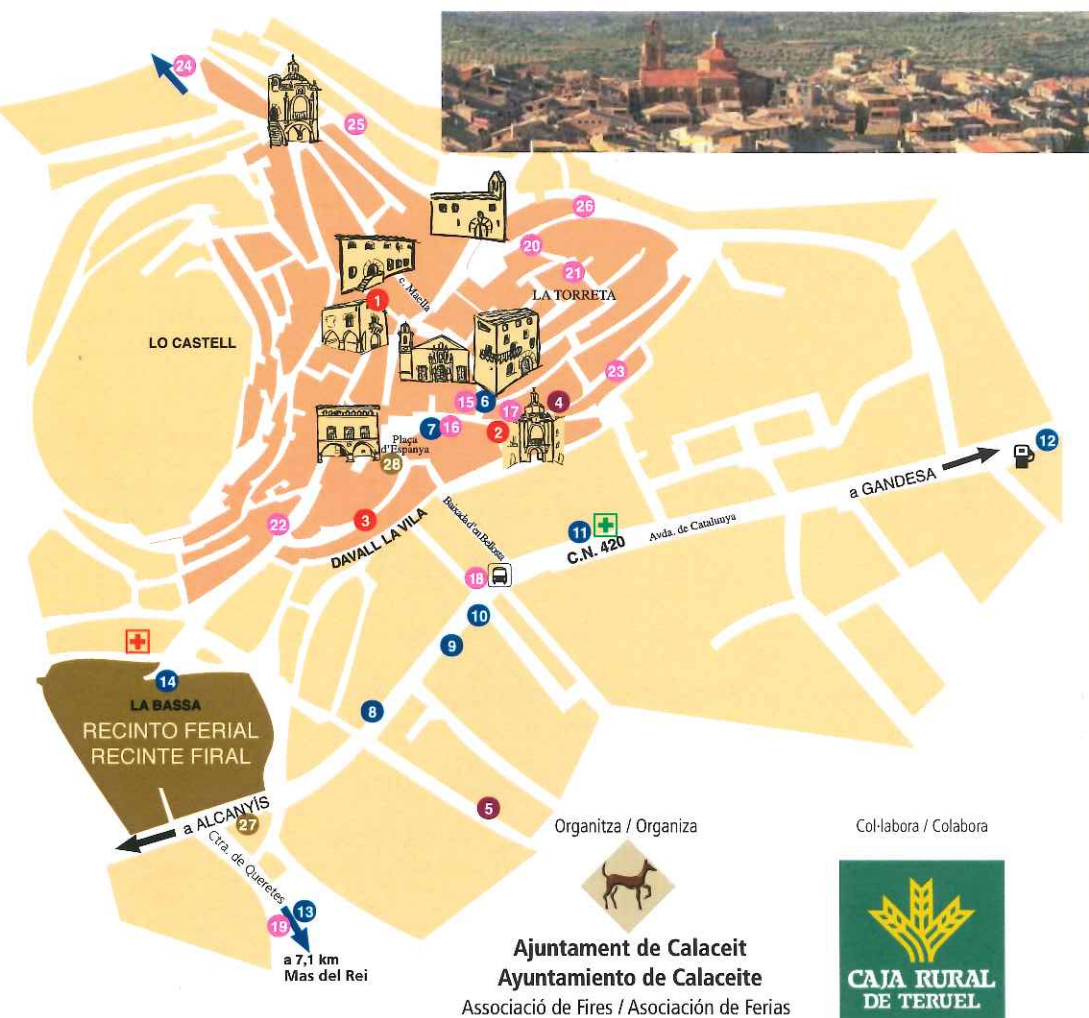 24
25
26
20
21
c. Maella
1
LA TORRETA
LO CASTELL
23
15
6
17
4
7
16
2
Plaça
d'Espanya
28
12
a GANDESA
22
3
DAVALL LA VILA
Baixada d'en Bellosta
11
C.N. 420
Avda. de Catalunya
18
10
9
14
LA BASSA
RECINTO FERIAL
RECINTE FIRAL
8
5
a ALCANYÍS
27
Ctra. de Queretes
13
19
a 7,1 km
Mas del Rei
Organitza / Organiza
Ajuntament de Calaceit
Ayuntamiento de Calaceite
Associació de Fires / Asociación de Ferias
Col·labora / Colabora
CAJA RURAL
DE TERUEL